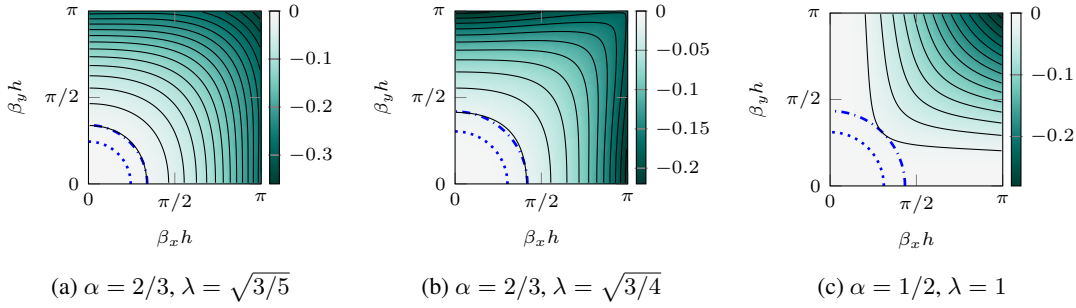 π
π/2
0
β_y h
0
π/2
π
β_x h
0
−0.1
−0.2
−0.3
(a) α = 2/3, λ = √3/5
π
π/2
0
β_y h
0
π/2
π
β_x h
0
−0.05
−0.1
−0.15
−0.2
(b) α = 2/3, λ = √3/4
π
π/2
0
β_y h
0
π/2
π
β_x h
0
−0.1
−0.2
(c) α = 1/2, λ = 1